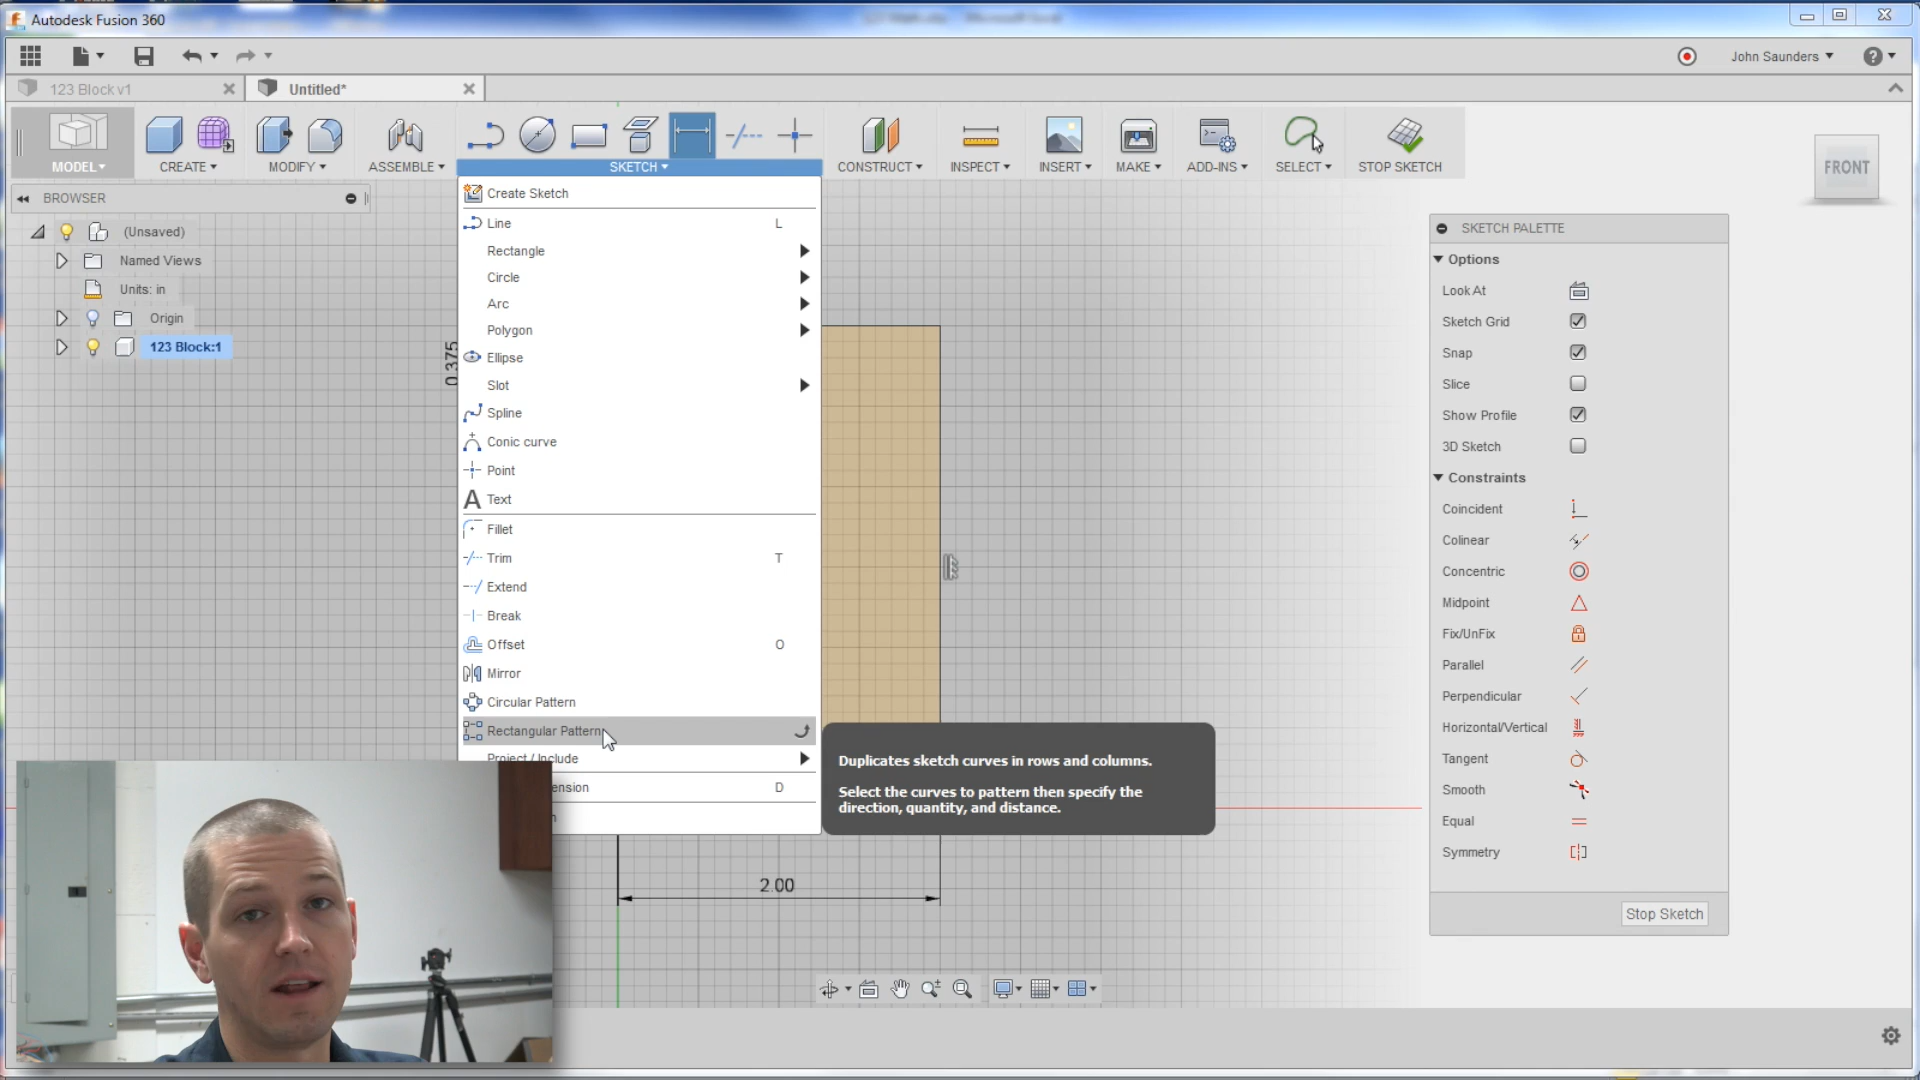 Autodesk Fusion 360
John Saunders
123 Block v1
Untitled*
MODEL
CREATE
MODIFY
ASSEMBLE
SKETCH
CONSTRUCT
INSPECT
INSERT
MAKE
ADD-INS
SELECT
STOP SKETCH
FRONT
BROWSER
(Unsaved)
Named Views
Units: in
Origin
123 Block:1
Create Sketch
Line L
Rectangle
Circle
Arc
Polygon
Ellipse
Slot
Spline
Conic curve
Point
Text
Fillet
Trim T
Extend
Break
Offset O
Mirror
Circular Pattern
Rectangular Pattern
Project / Include
ension D
0.375
Duplicates sketch curves in rows and columns.
Select the curves to pattern then specify the
direction, quantity, and distance.
2.00
SKETCH PALETTE
Options
Look At
Sketch Grid
Snap
Slice
Show Profile
3D Sketch
Constraints
Coincident
Colinear
Concentric
Midpoint
Fix/UnFix
Parallel
Perpendicular
Horizontal/Vertical
Tangent
Smooth
Equal
Symmetry
Stop Sketch